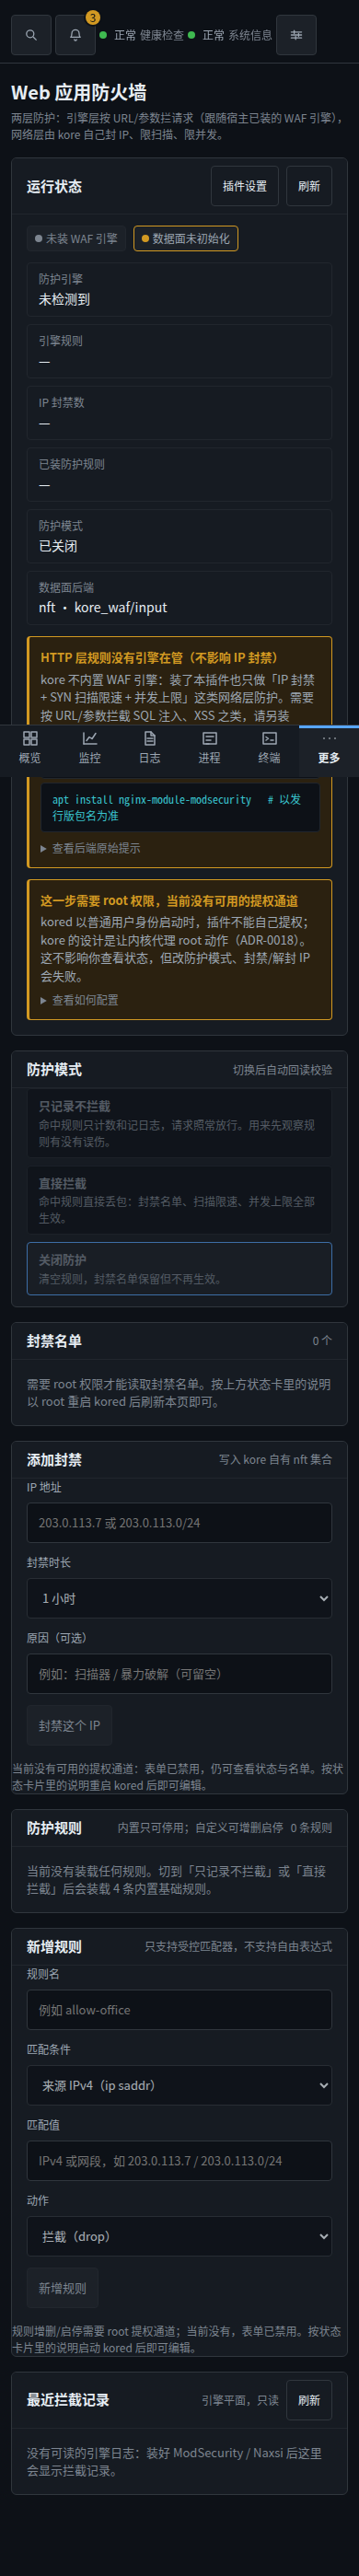 3
正常 健康检查 正常 系统信息
Web 应用防火墙
两层防护：引擎层按 URL/参数拦请求（跟随宿主已装的 WAF 引擎），
网络层由 kore 自己封 IP、限扫描、限并发。
运行状态 插件设置 刷新
未装 WAF 引擎 数据面未初始化
防护引擎
未检测到
引擎规则
—
IP 封禁数
—
已装防护规则
—
防护模式
已关闭
数据面后端
nft · kore_waf/input
HTTP 层规则没有引擎在管（不影响 IP 封禁）
kore 不内置 WAF 引擎：装了本插件也只做「IP 封禁
+ SYN 扫描限速 + 并发上限」这类网络层防护。需要
按 URL/参数拦截 SQL 注入、XSS 之类，请另装
概览 监控 日志 进程 终端 更多
apt install nginx-module-modsecurity # 以发
行版包名为准
查看后端原始提示
这一步需要 root 权限，当前没有可用的提权通道
kored 以普通用户身份启动时，插件不能自己提权；
kore 的设计是让内核代理 root 动作（ADR-0018）。
这不影响你查看状态，但改防护模式、封禁/解封 IP
会失败。
查看如何配置
防护模式 切换后自动回读校验
只记录不拦截
命中规则只计数和记日志，请求照常放行。用来先观察规
则有没有误伤。
直接拦截
命中规则直接丢包：封禁名单、扫描限速、并发上限全部
生效。
关闭防护
清空规则，封禁名单保留但不再生效。
封禁名单 0 个
需要 root 权限才能读取封禁名单。按上方状态卡里的说明
以 root 重启 kored 后刷新本页即可。
添加封禁 写入 kore 自有 nft 集合
IP 地址
203.0.113.7 或 203.0.113.0/24
封禁时长
1 小时
原因（可选）
例如：扫描器 / 暴力破解（可留空）
封禁这个 IP
当前没有可用的提权通道：表单已禁用，仍可查看状态与名单。按状
态卡片里的说明重启 kored 后即可编辑。
防护规则 内置只可停用；自定义可增删启停 0 条规则
当前没有装载任何规则。切到「只记录不拦截」或「直接
拦截」后会装载 4 条内置基础规则。
新增规则 只支持受控匹配器，不支持自由表达式
规则名
例如 allow-office
匹配条件
来源 IPv4（ip saddr）
匹配值
IPv4 或网段，如 203.0.113.7 / 203.0.113.0/24
动作
拦截（drop）
新增规则
规则增删/启停需要 root 提权通道；当前没有，表单已禁用。按状态
卡片里的说明启动 kored 后即可编辑。
最近拦截记录 引擎平面，只读 刷新
没有可读的引擎日志：装好 ModSecurity / Naxsi 后这里
会显示拦截记录。